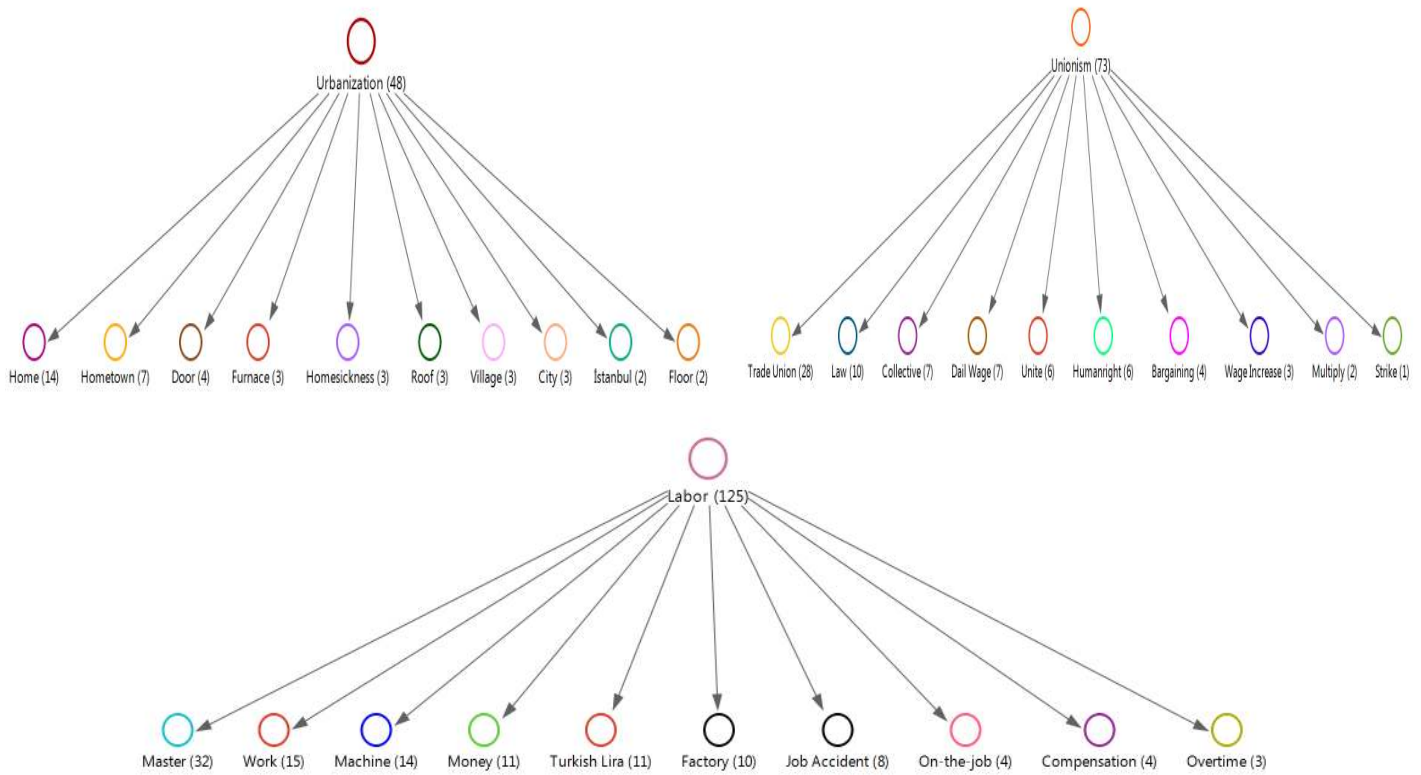 Urbanization (48)
Unionism (73)
Home (14) Hometown (7) Door (4) Furnace (3) Homesickness (3) Roof (3) Village (3) City (3) İstanbul (2) Floor (2)
Trade Union (28) Law (10) Collective (7) Dail Wage (7) Unite (6) Humanright (6) Bargaining (4) Wage Increase (3) Multiply (2) Strike (1)
Labor (125)
Master (32) Work (15) Machine (14) Money (11) Turkish Lira (11) Factory (10) Job Accident (8) On-the-job (4) Compensation (4) Overtime (3)